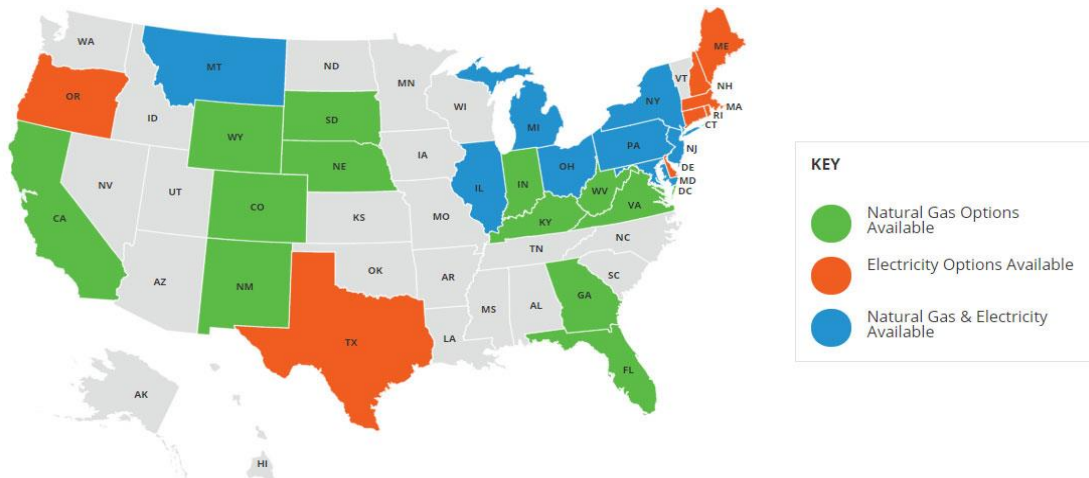 WA
MT
ND
MN
OR
ID
WY
SD
WI
MI
NY
VT
ME
NH
MA
RI
CT
NJ
PA
DE
MD
DC
NV
UT
CO
NE
IA
IL
IN
OH
WV
VA
CA
KS
MO
KY
AZ
NM
OK
AR
TN
NC
SC
MS
AL
GA
TX
LA
FL
AK
HI
KEY
Natural Gas Options
Available
Electricity Options Available
Natural Gas & Electricity
Available